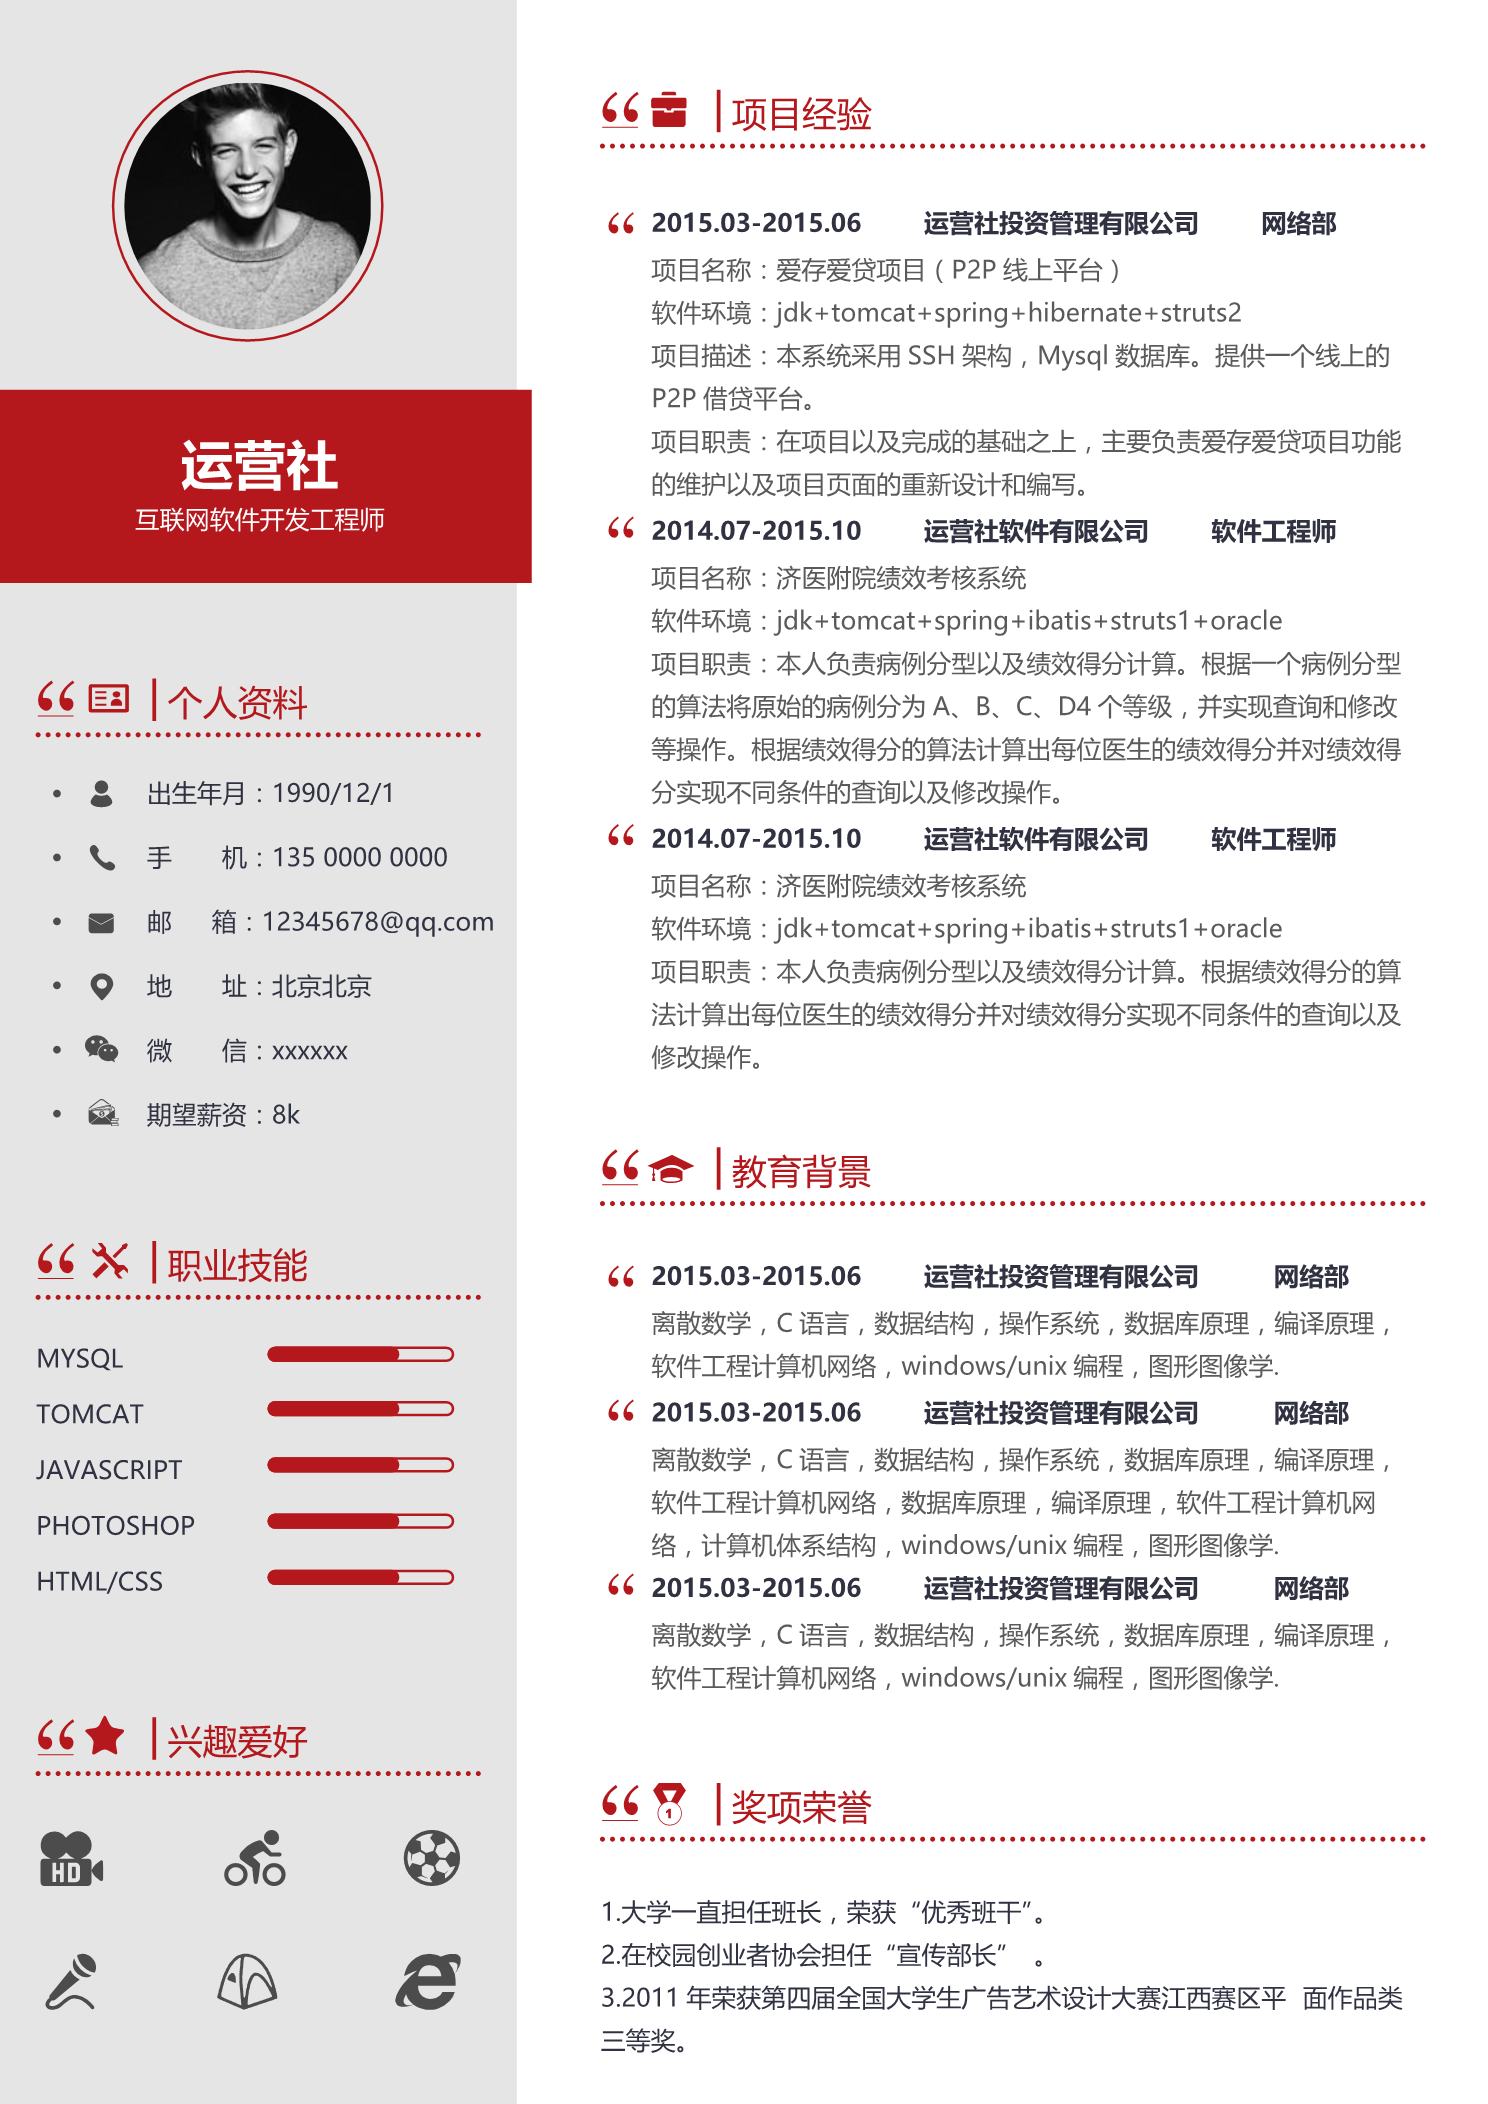 运营社
互联网软件开发工程师
个人资料
出生年月：1990/12/1
手 机：135 0000 0000
邮 箱：12345678@qq.com
地 址：北京北京
微 信：xxxxxx
期望薪资：8k
职业技能
MYSQL
TOMCAT
JAVASCRIPT
PHOTOSHOP
HTML/CSS
兴趣爱好
HD
项目经验
2015.03-2015.06 运营社投资管理有限公司 网络部
项目名称：爱存爱贷项目（P2P 线上平台）
软件环境：jdk+tomcat+spring+hibernate+struts2
项目描述：本系统采用 SSH 架构，Mysql 数据库。提供一个线上的
P2P 借贷平台。
项目职责：在项目以及完成的基础之上，主要负责爱存爱贷项目功能
的维护以及项目页面的重新设计和编写。
2014.07-2015.10 运营社软件有限公司 软件工程师
项目名称：济医附院绩效考核系统
软件环境：jdk+tomcat+spring+ibatis+struts1+oracle
项目职责：本人负责病例分型以及绩效得分计算。根据一个病例分型
的算法将原始的病例分为 A、B、C、D4 个等级，并实现查询和修改
等操作。根据绩效得分的算法计算出每位医生的绩效得分并对绩效得
分实现不同条件的查询以及修改操作。
2014.07-2015.10 运营社软件有限公司 软件工程师
项目名称：济医附院绩效考核系统
软件环境：jdk+tomcat+spring+ibatis+struts1+oracle
项目职责：本人负责病例分型以及绩效得分计算。根据绩效得分的算
法计算出每位医生的绩效得分并对绩效得分实现不同条件的查询以及
修改操作。
教育背景
2015.03-2015.06 运营社投资管理有限公司 网络部
离散数学，C 语言，数据结构，操作系统，数据库原理，编译原理，
软件工程计算机网络，windows/unix 编程，图形图像学.
2015.03-2015.06 运营社投资管理有限公司 网络部
离散数学，C 语言，数据结构，操作系统，数据库原理，编译原理，
软件工程计算机网络，数据库原理，编译原理，软件工程计算机网
络，计算机体系结构，windows/unix 编程，图形图像学.
2015.03-2015.06 运营社投资管理有限公司 网络部
离散数学，C 语言，数据结构，操作系统，数据库原理，编译原理，
软件工程计算机网络，windows/unix 编程，图形图像学.
1
奖项荣誉
1.大学一直担任班长，荣获“优秀班干”。
2.在校园创业者协会担任“宣传部长” 。
3.2011 年荣获第四届全国大学生广告艺术设计大赛江西赛区平 面作品类
三等奖。